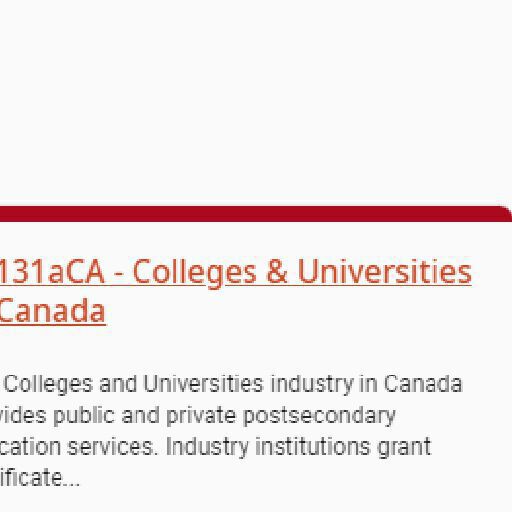 131aCA - Colleges & Universities
Canada
Colleges and Universities industry in Canada
vides public and private postsecondary
cation services. Industry institutions grant
ificate...